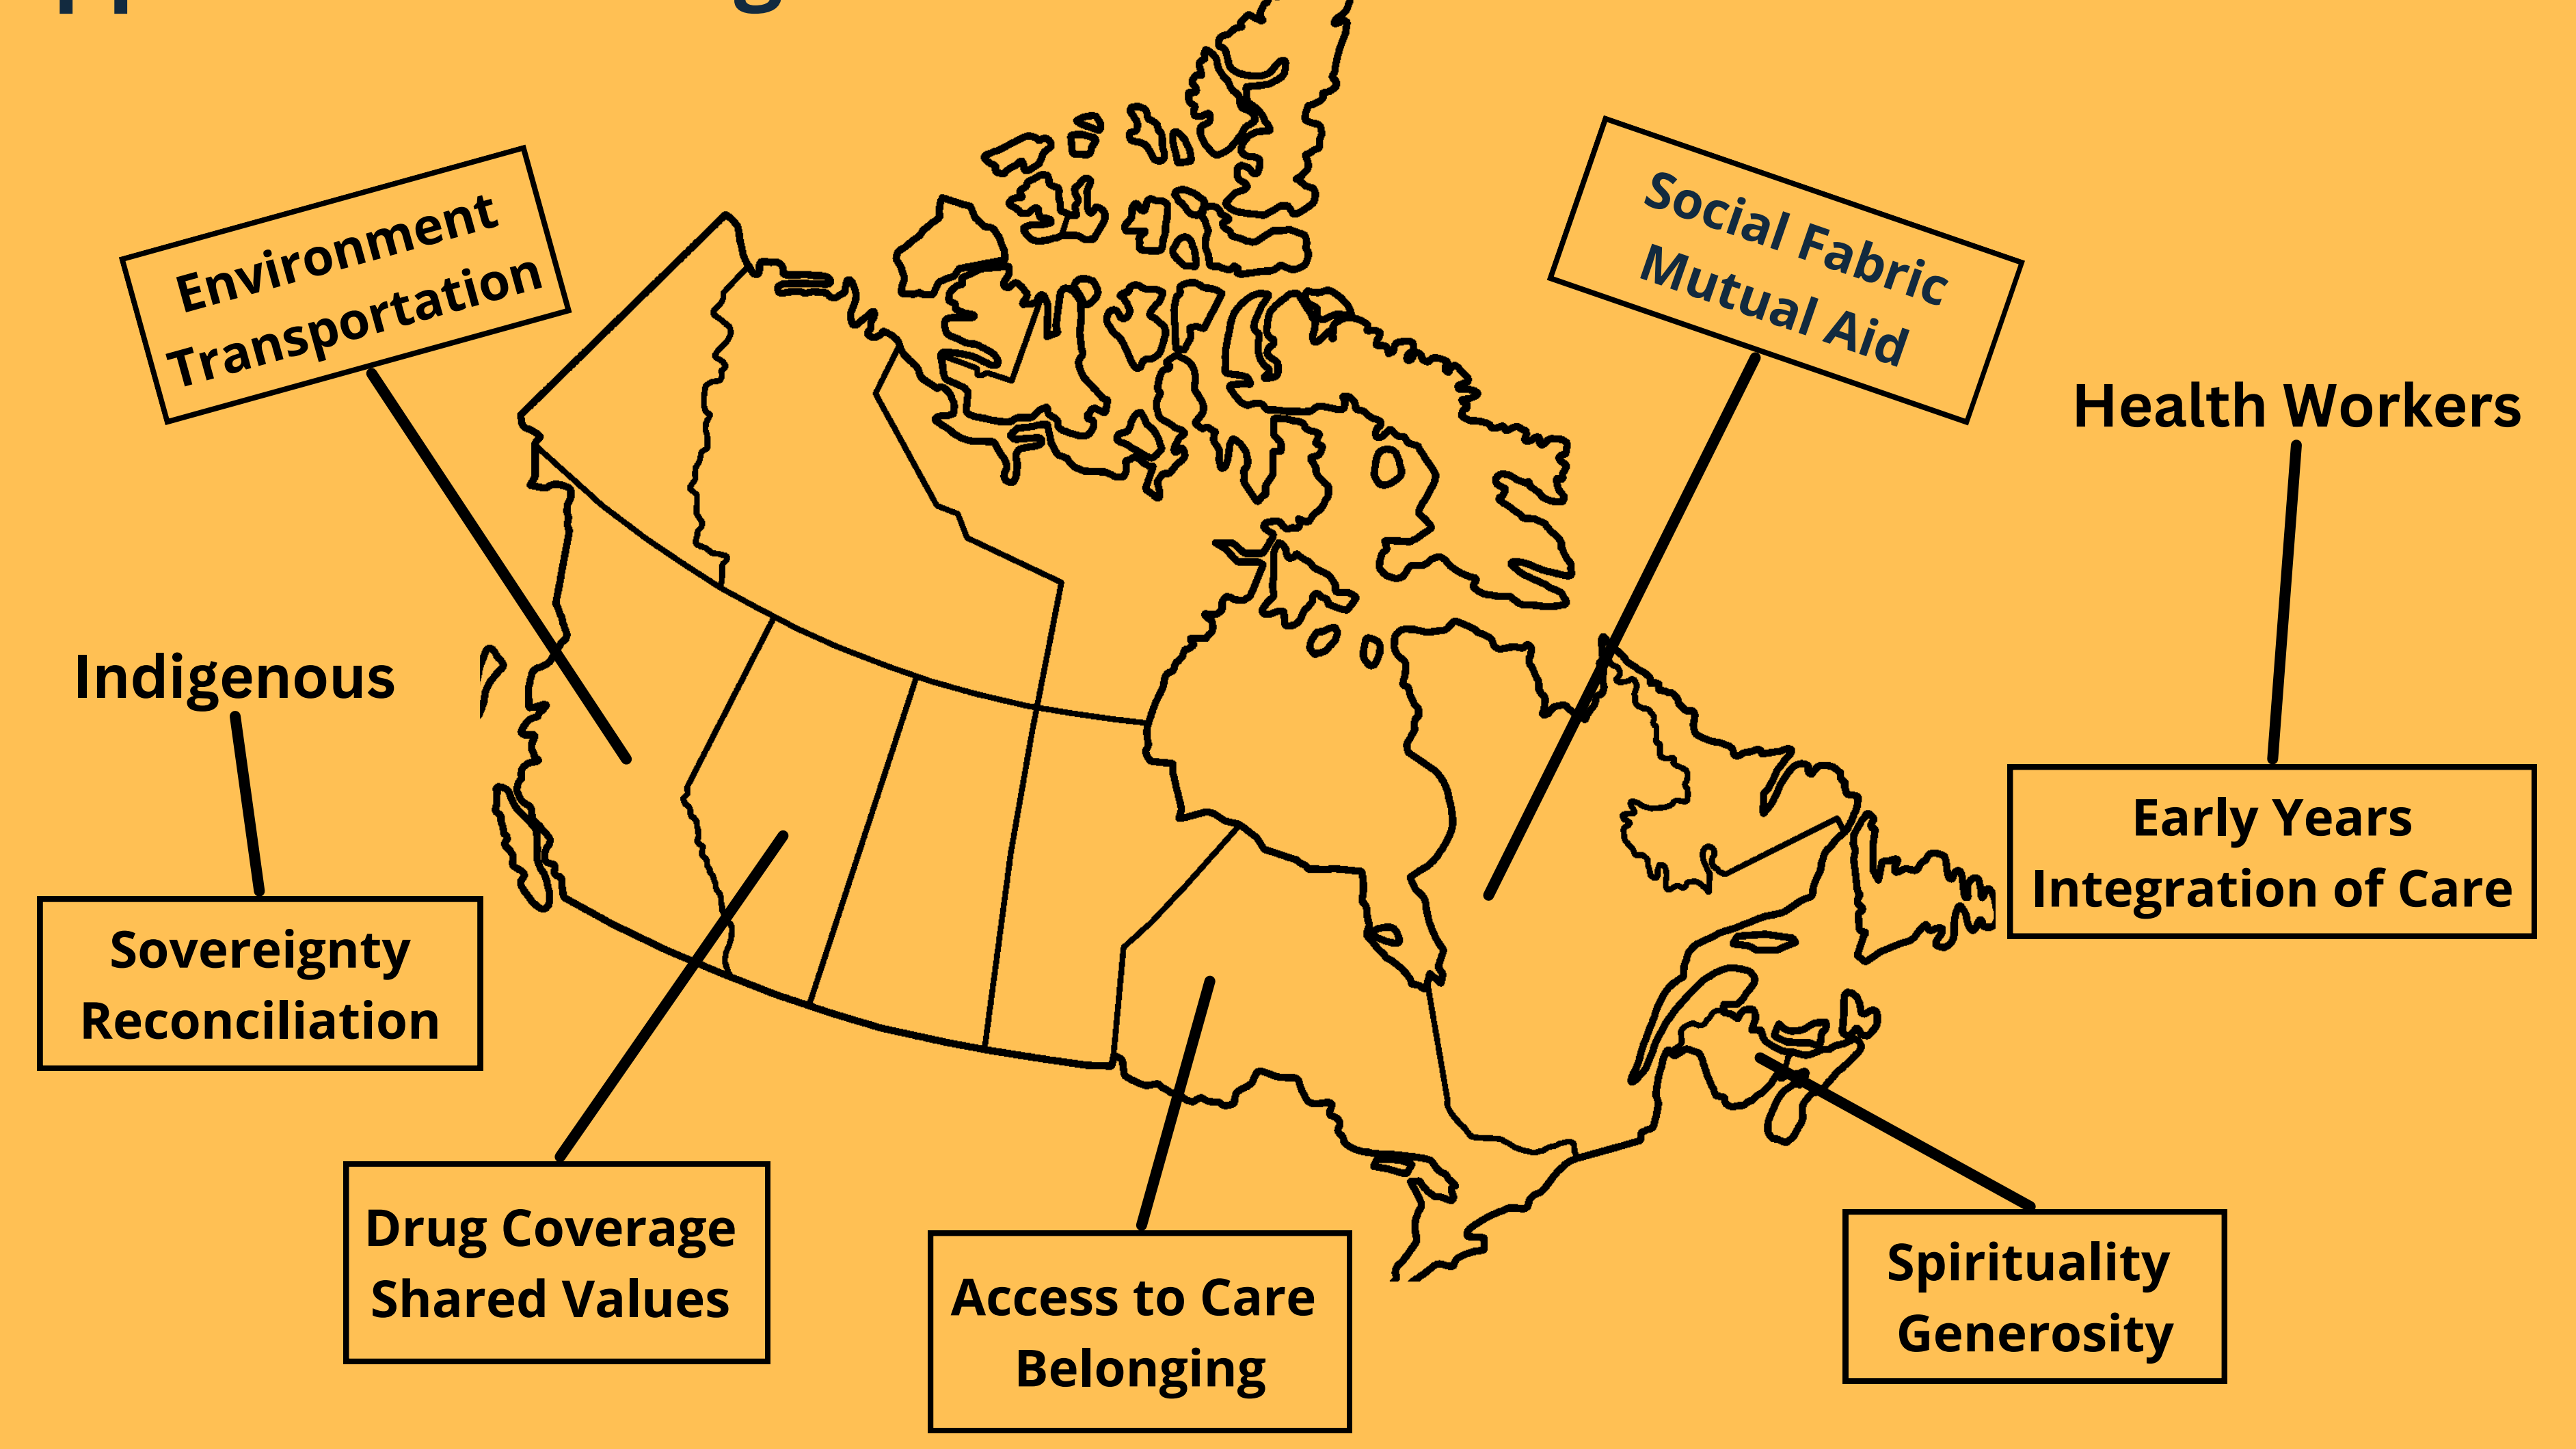 Environment
Transportation
Social Fabric
Mutual Aid
Health Workers
Indigenous
Early Years
Integration of Care
Sovereignty
Reconciliation
Drug Coverage
Shared Values
Access to Care
Belonging
Spirituality
Generosity